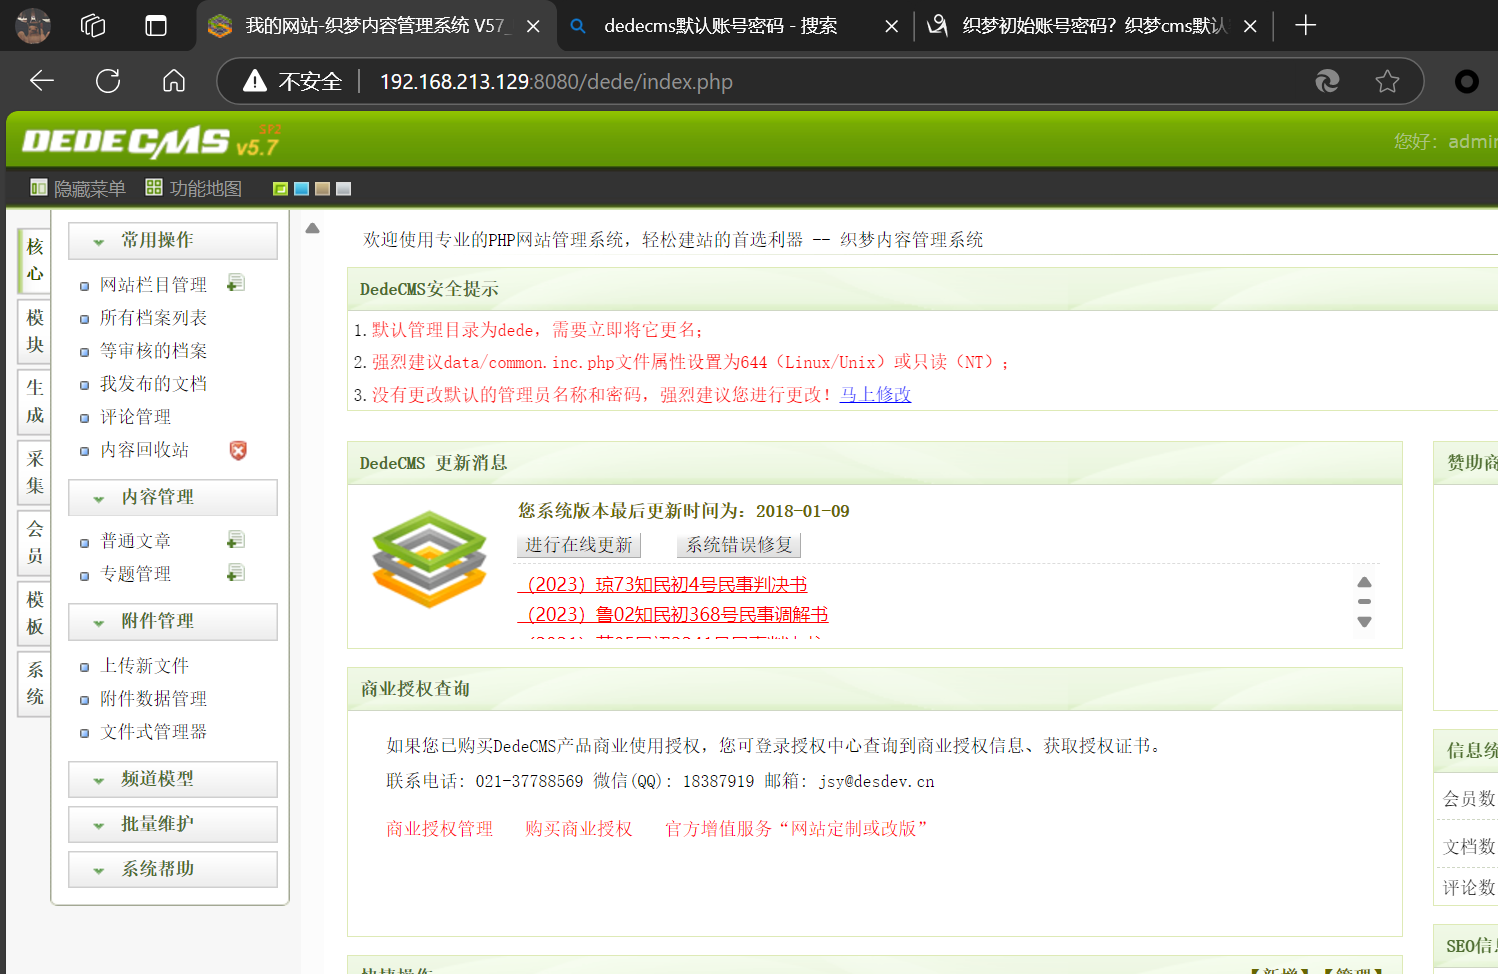 我的网站-织梦内容管理系统 V57_
dedecms默认账号密码 - 搜索
织梦初始账号密码？织梦cms默认
不安全
192.168.213.129:8080/dede/index.php
DEDECMS v5.7 SP2
您好：admin
隐藏菜单
功能地图
核心
模块
生成
采集
会员
模板
系统
常用操作
网站栏目管理
所有档案列表
等审核的档案
我发布的文档
评论管理
内容回收站
内容管理
普通文章
专题管理
附件管理
上传新文件
附件数据管理
文件式管理器
频道模型
批量维护
系统帮助
欢迎使用专业的PHP网站管理系统，轻松建站的首选利器 -- 织梦内容管理系统
DedeCMS安全提示
1. 默认管理目录为dede，需要立即将它更名；
2. 强烈建议data/common.inc.php文件属性设置为644（Linux/Unix）或只读（NT）；
3. 没有更改默认的管理员名称和密码，强烈建议您进行更改！马上修改
DedeCMS 更新消息
您系统版本最后更新时间为：2018-01-09
进行在线更新
系统错误修复
（2023）琼73知民初4号民事判决书
（2023）鲁02知民初368号民事调解书
商业授权查询
如果您已购买DedeCMS产品商业使用授权，您可登录授权中心查询到商业授权信息、获取授权证书。
联系电话: 021-37788569 微信(QQ): 18387919 邮箱: jsy@desdev.cn
商业授权管理
购买商业授权
官方增值服务“网站定制或改版”
快捷操作
【新增】【管理】
赞助商
信息统
会员数
文档数
评论数
SEO信